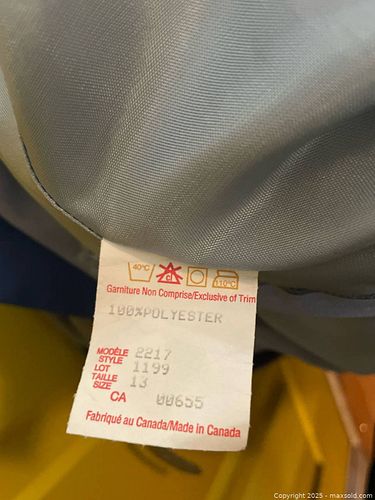 40°C cl 110°C
Garniture Non Comprise/Exclusive of Trim
100%POLYESTER
MODÈLE 2217
STYLE
LOT 1199
TAILLE 13
SIZE
CA 00655
Fabriqué au Canada/Made in Canada
Copyright 2025 - maxsold.com